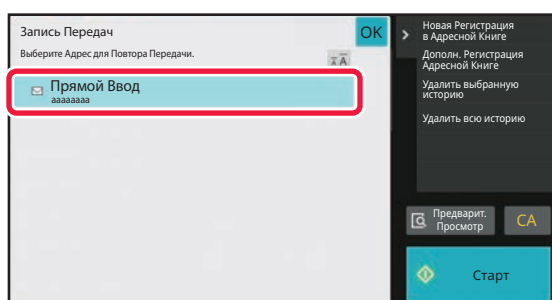 Запись Передач
OK
Выберите Адрес для Повтора Передачи.
A Ā
Прямой Ввод
aaaaaaaa
Новая Регистрация
в Адресной Книге
Дополн. Регистрация
Адресной Книге
Удалить выбранную
историю
Удалить всю историю
Предварит.
Просмотр
CA
Старт